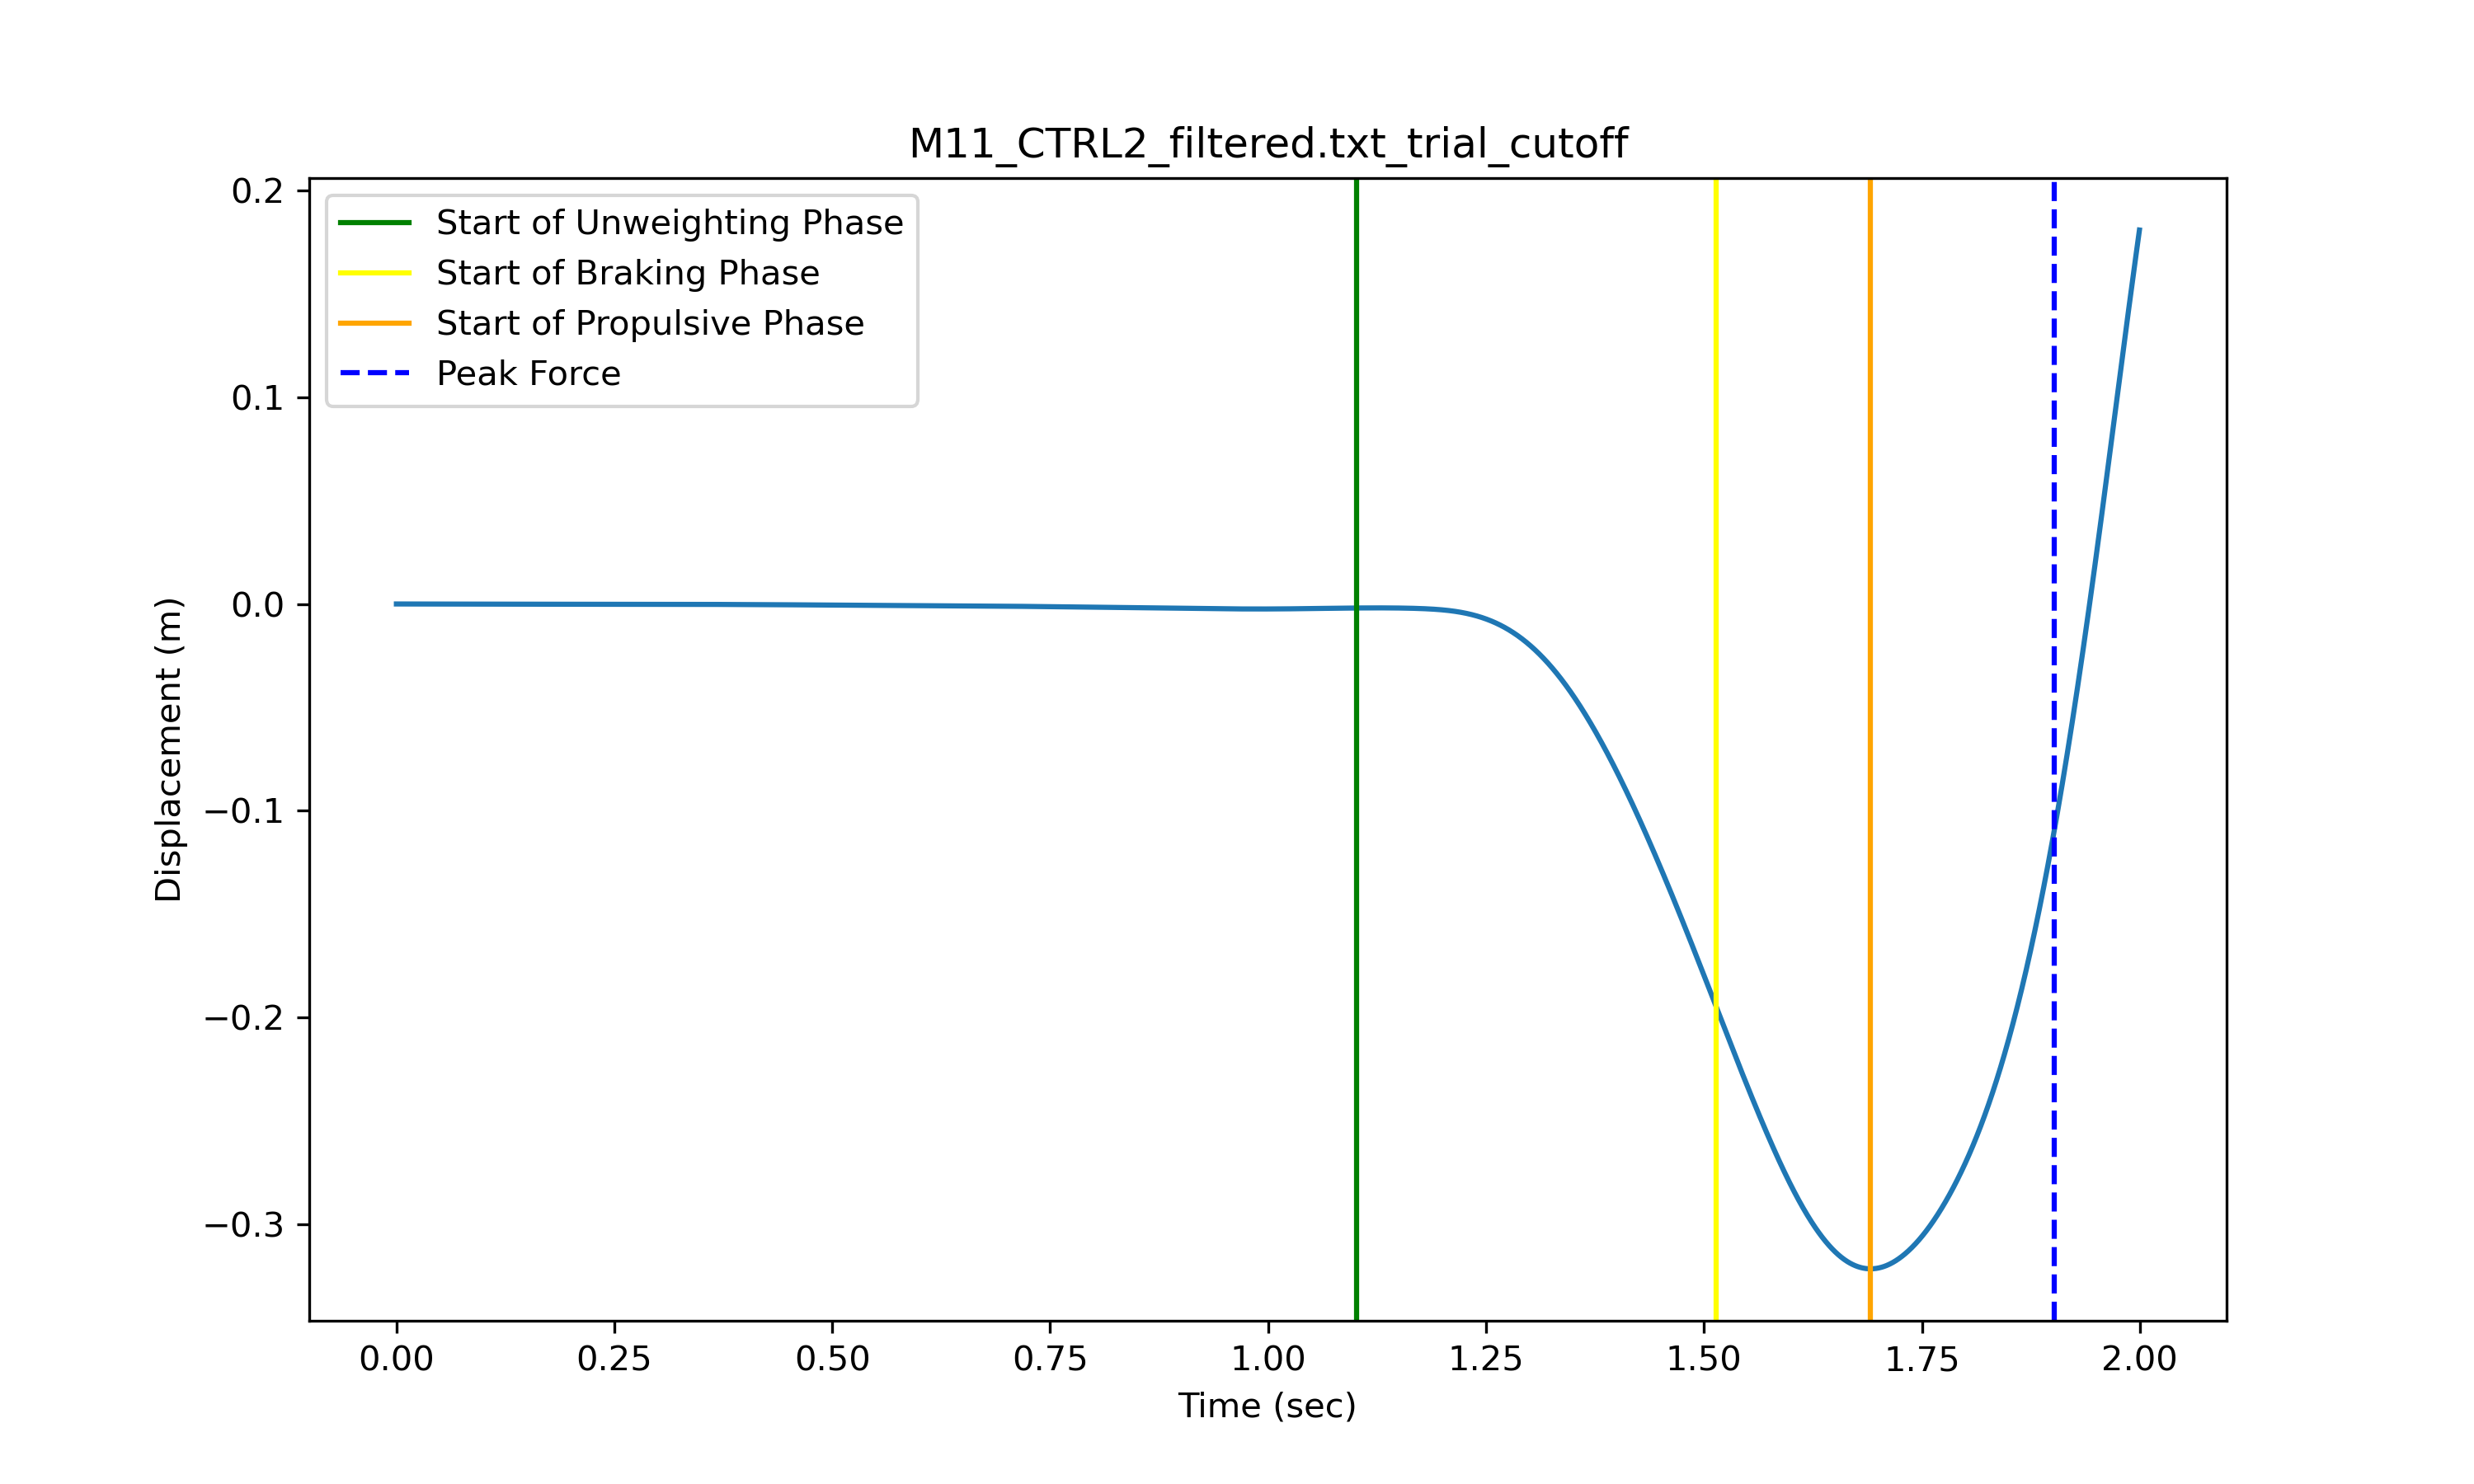 M11_CTRL2_filtered.txt_trial_cutoff
Start of Unweighting Phase
Start of Braking Phase
Start of Propulsive Phase
Peak Force
0.2
0.1
0.0
−0.1
−0.2
−0.3
Displacement (m)
0.00 0.25 0.50 0.75 1.00 1.25 1.50 1.75 2.00
Time (sec)